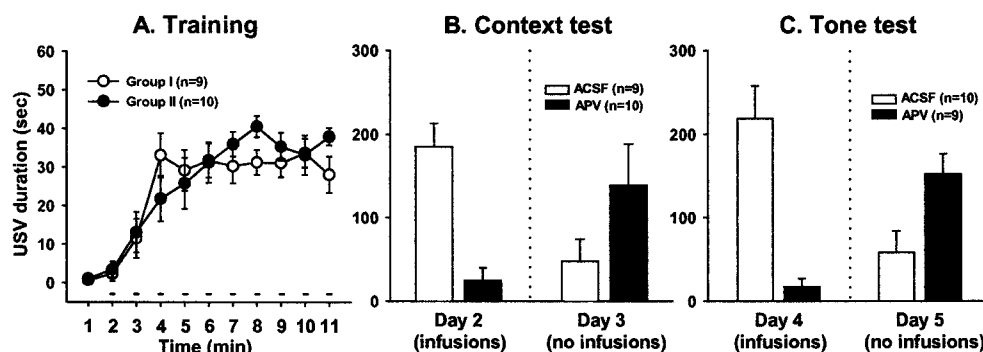 A. Training
60
50
40
30
20
10
0
USV duration (sec)
Group I (n=9)
Group II (n=10)
1 2 3 4 5 6 7 8 9 10 11
Time (min)
B. Context test
300
200
100
0
ACSF (n=9)
APV (n=10)
Day 2
(infusions)
Day 3
(no infusions)
C. Tone test
300
200
100
0
ACSF (n=10)
APV (n=9)
Day 4
(infusions)
Day 5
(no infusions)